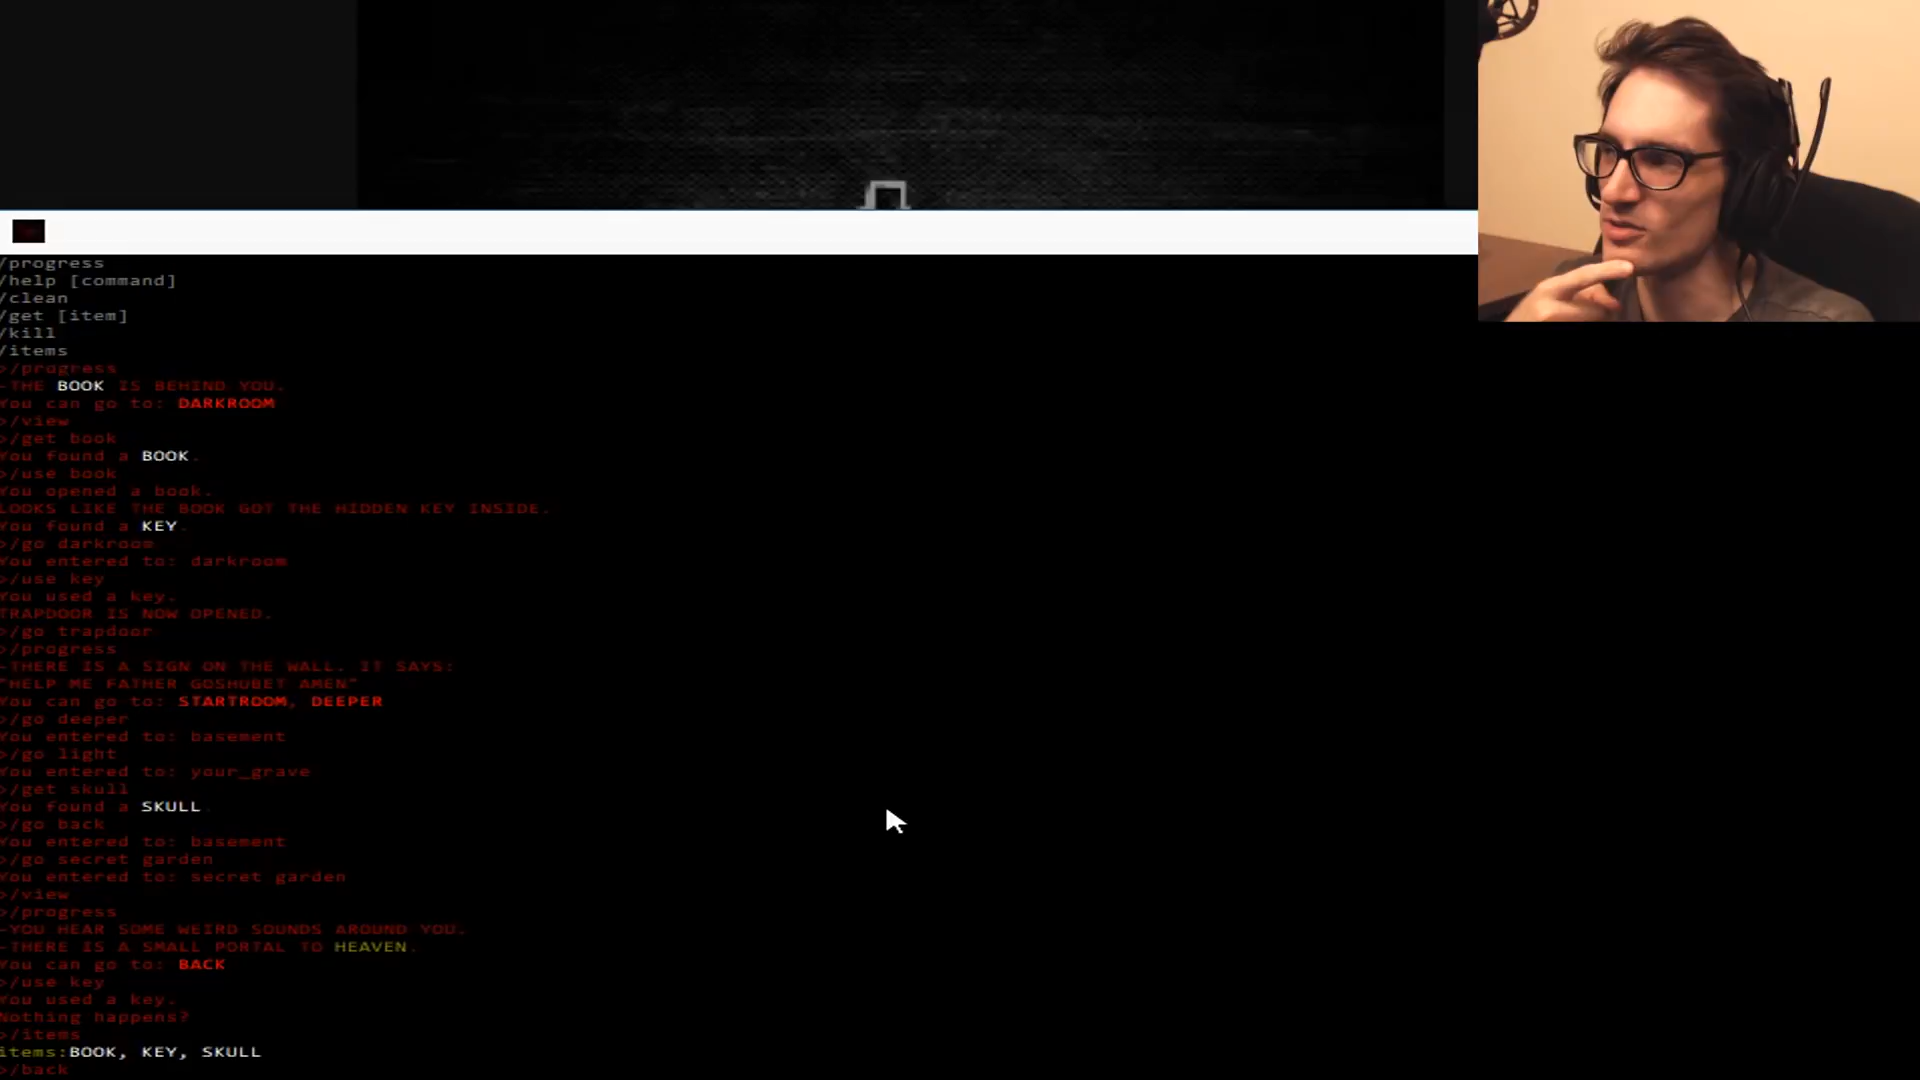 /progress
/help [command]
/clean
/get [item]
/kill
/items
>/progress
-THE BOOK IS BEHIND YOU.
You can go to: DARKROOM
>/view
>/get book
You found a BOOK.
>/use book
You opened a book.
LOOKS LIKE THE BOOK GOT THE HIDDEN KEY INSIDE.
You found a KEY.
>/go darkroom
You entered to: darkroom
>/use key
You used a key.
TRAPDOOR IS NOW OPENED.
>/go trapdoor
>/progress
-THERE IS A SIGN ON THE WALL. IT SAYS:
"HELP ME FATHER GOSHUBET AMEN"
You can go to: STARTROOM, DEEPER
>/go deeper
You entered to: basement
>/go light
You entered to: your_grave
>/get skull
You found a SKULL.
>/go back
You entered to: basement
>/go secret garden
You entered to: secret garden
>/view
>/progress
-YOU HEAR SOME WEIRD SOUNDS AROUND YOU.
-THERE IS A SMALL PORTAL TO HEAVEN.
You can go to: BACK
>/use key
You used a key.
Nothing happens?
>/items
items:BOOK, KEY, SKULL
>/back